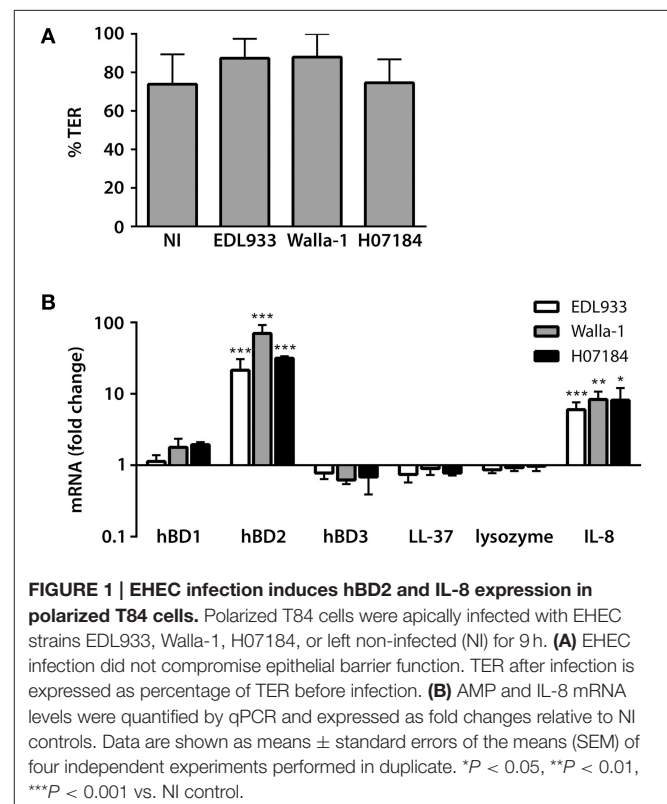 A
100
80
60
40
20
0
% TER
NI EDL933 Walla-1 H07184
B
EDL933
Walla-1
H07184
100
10
1
0.1
mRNA (fold change)
*** *** ***
*** ** *
hBD1 hBD2 hBD3 LL-37 lysozyme IL-8
FIGURE 1 | EHEC infection induces hBD2 and IL-8 expression in
polarized T84 cells. Polarized T84 cells were apically infected with EHEC
strains EDL933, Walla-1, H07184, or left non-infected (NI) for 9 h. (A) EHEC
infection did not compromise epithelial barrier function. TER after infection is
expressed as percentage of TER before infection. (B) AMP and IL-8 mRNA
levels were quantified by qPCR and expressed as fold changes relative to NI
controls. Data are shown as means ± standard errors of the means (SEM) of
four independent experiments performed in duplicate. *P < 0.05, **P < 0.01,
***P < 0.001 vs. NI control.